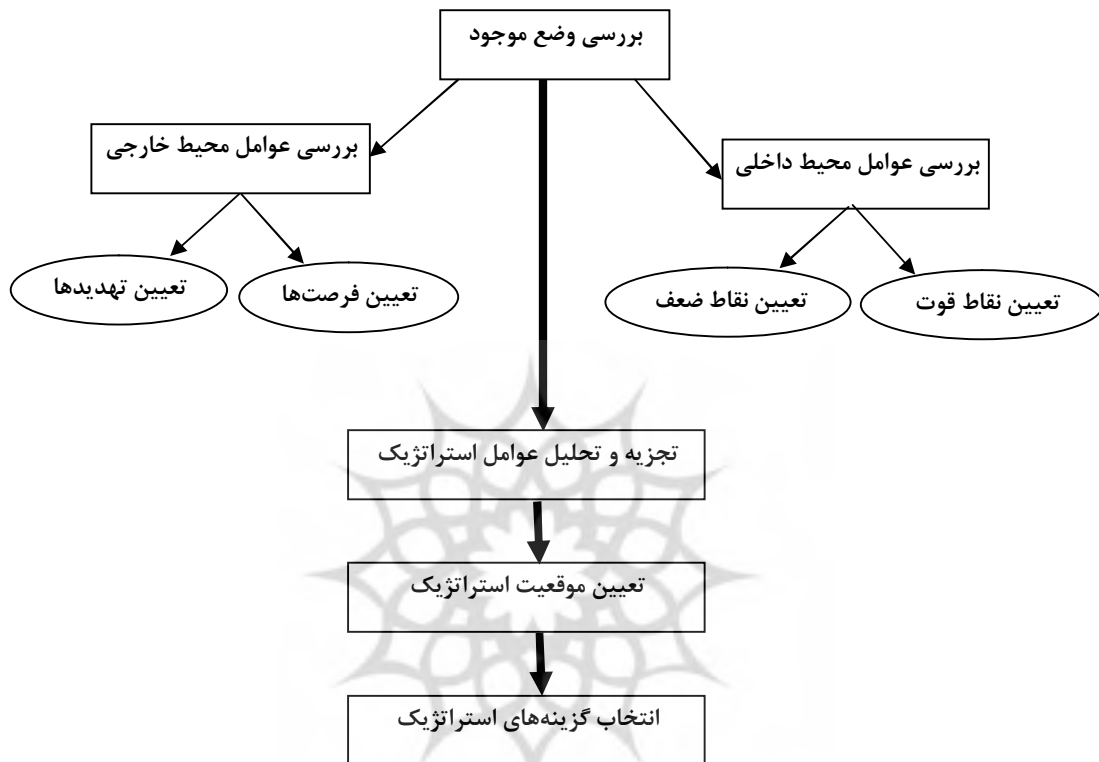 بررسی وضع موجود
بررسی عوامل محیط داخلی
بررسی عوامل محیط خارجی
تعیین نقاط قوت
تعیین نقاط ضعف
تعیین فرصت‌ها
تعیین تهدیدها
تجزیه و تحلیل عوامل استراتژیک
تعیین موقعیت استراتژیک
انتخاب گزینه‌های استراتژیک